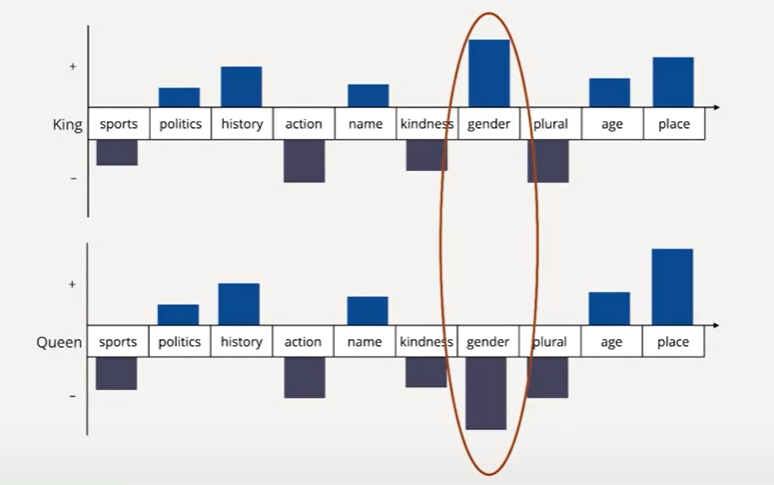 +
King sports politics history action name kindness gender plural age place
–
+
Queen sports politics history action name kindness gender plural age place
–